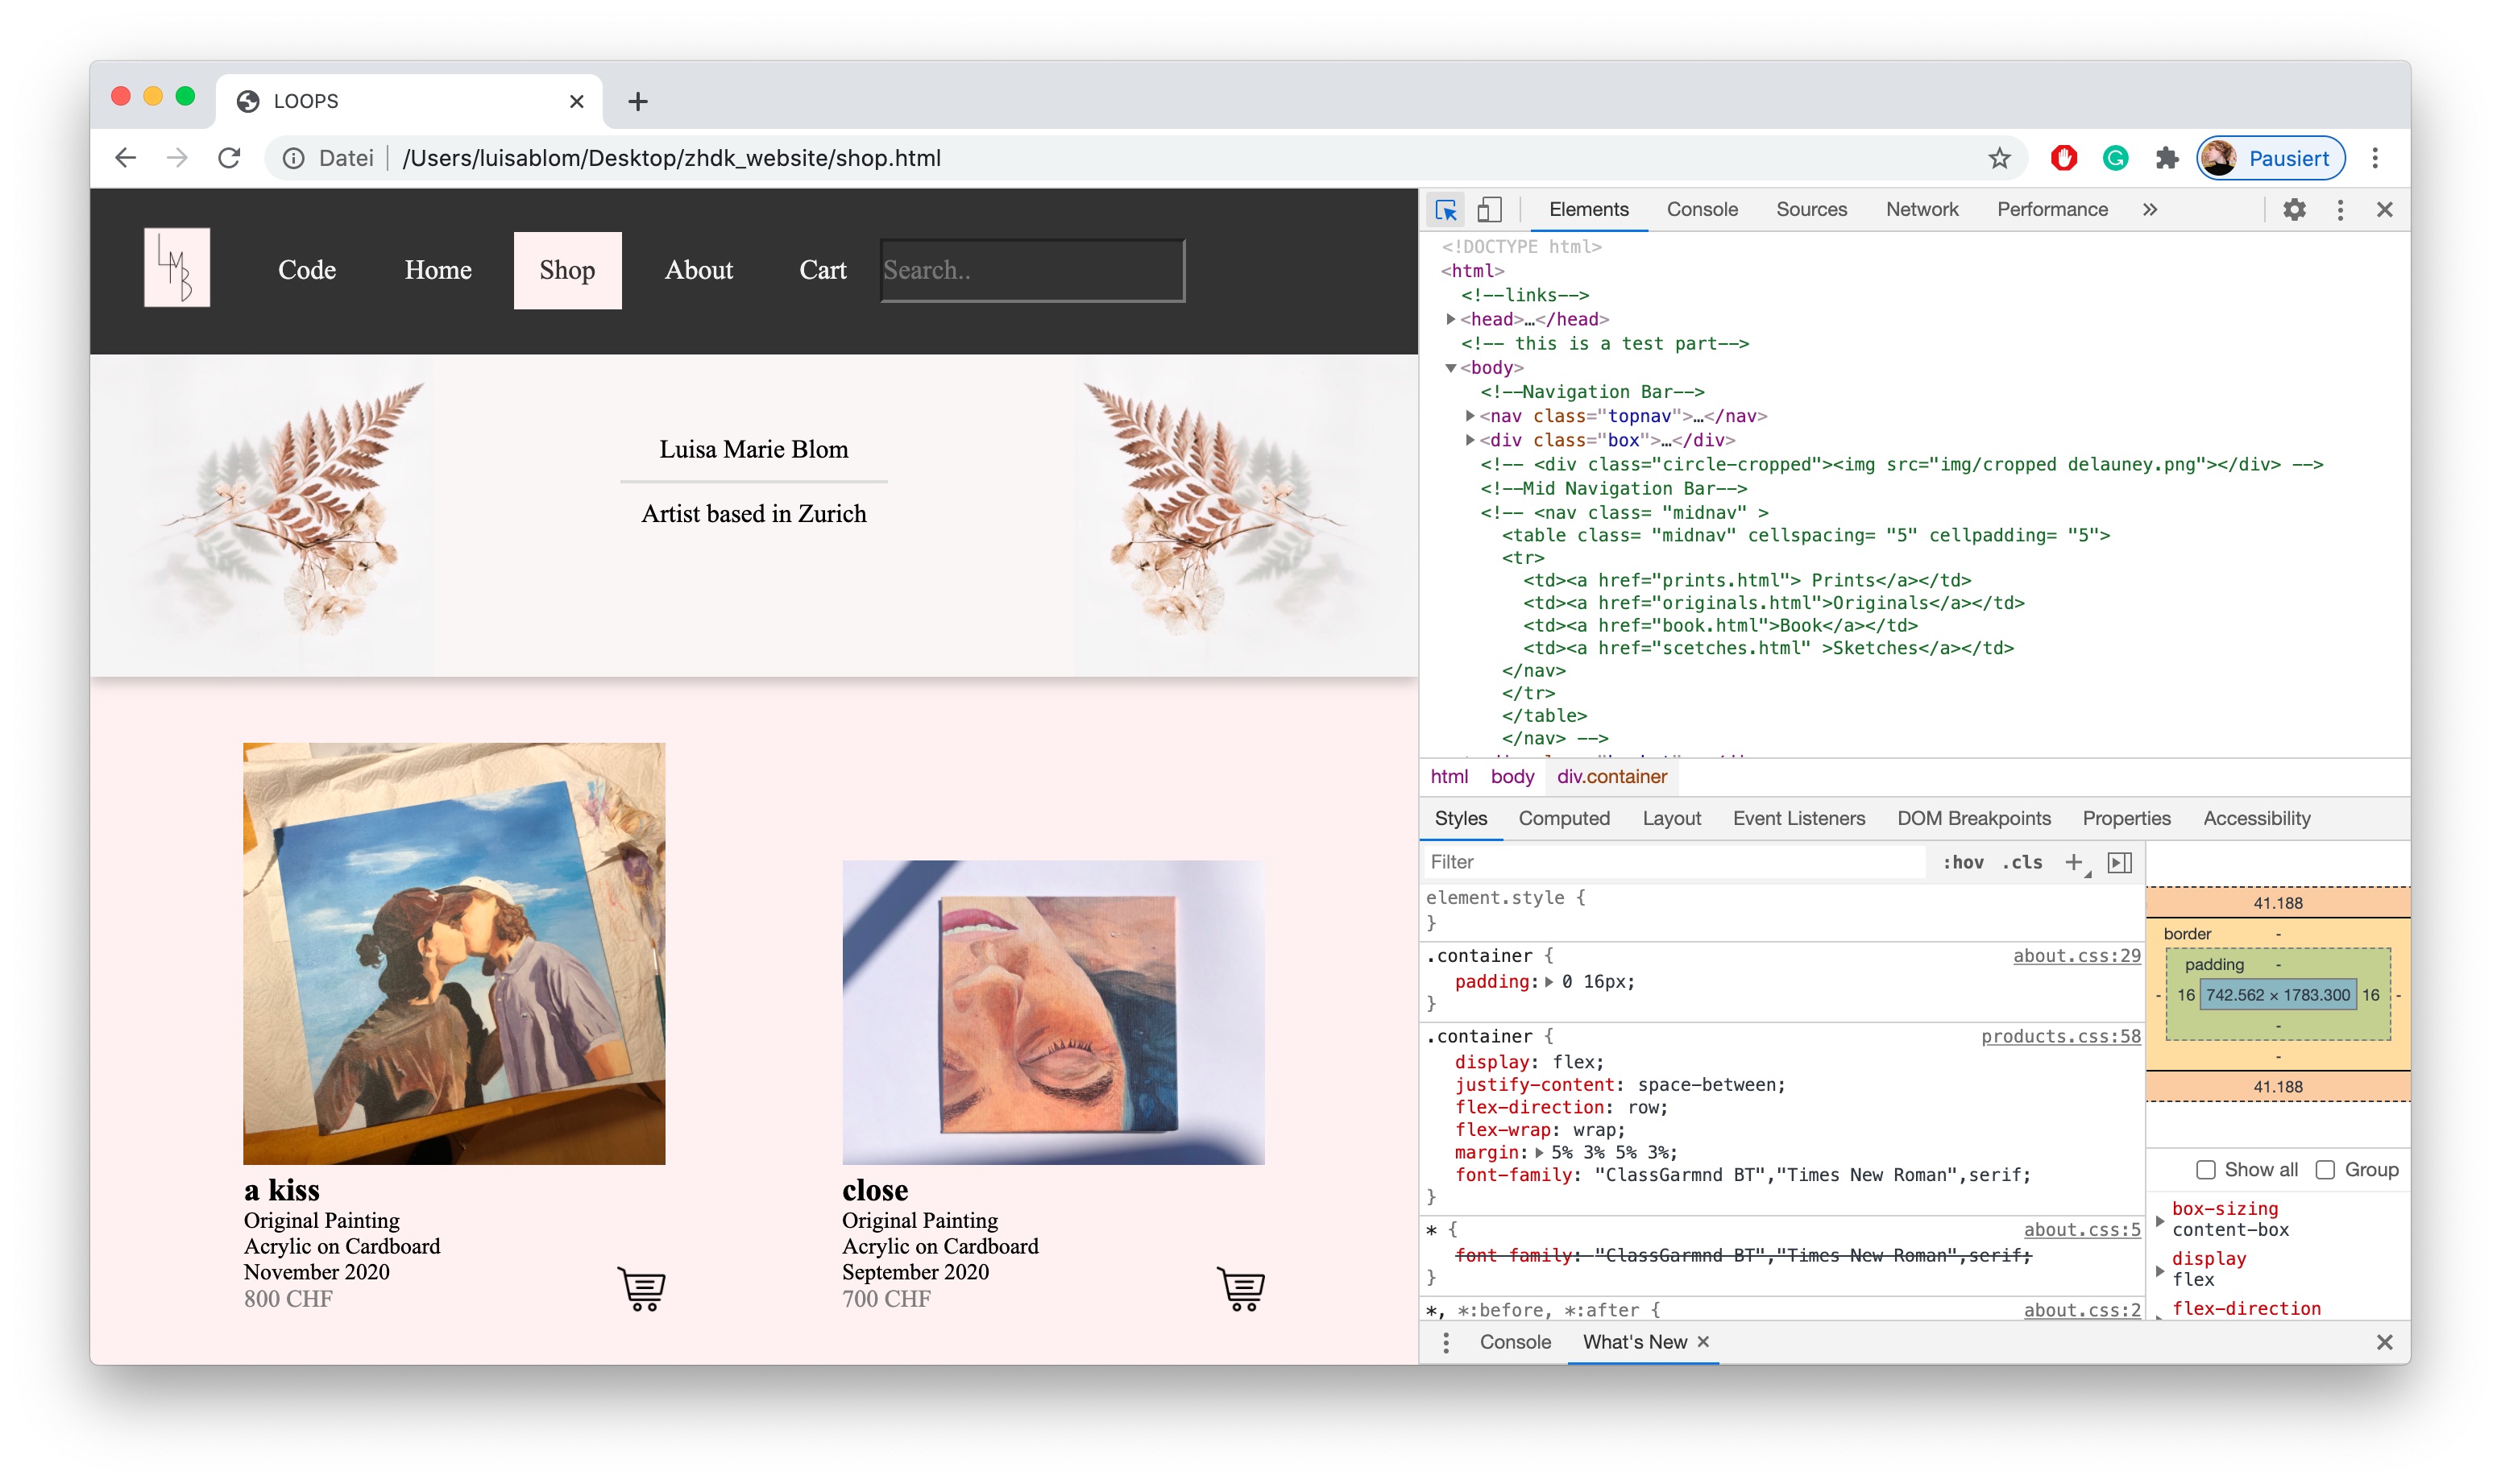 LOOPS
Datei /Users/luisablom/Desktop/zhdk_website/shop.html
Pausiert
LMB
Code Home Shop About Cart Search..
Luisa Marie Blom
Artist based in Zurich
a kiss
Original Painting
Acrylic on Cardboard
November 2020
800 CHF
close
Original Painting
Acrylic on Cardboard
September 2020
700 CHF
Elements Console Sources Network Performance
<!DOCTYPE html>
<html>
<!--links-->
<head>…</head>
<!-- this is a test part-->
<body>
<!--Navigation Bar-->
<nav class="topnav">…</nav>
<div class="box">…</div>
<!-- <div class="circle-cropped"><img src="img/cropped delauney.png"></div> -->
<!--Mid Navigation Bar-->
<!-- <nav class= "midnav" >
<table class= "midnav" cellspacing= "5" cellpadding= "5">
<tr>
<td><a href="prints.html"> Prints</a></td>
<td><a href="originals.html">Originals</a></td>
<td><a href="book.html">Book</a></td>
<td><a href="scetches.html" >Sketches</a></td>
</nav>
</tr>
</table>
</nav> -->
html body div.container
Styles Computed Layout Event Listeners DOM Breakpoints Properties Accessibility
Filter :hov .cls
element.style {
}
.container { about.css:29
padding: 0 16px;
}
.container { products.css:58
display: flex;
justify-content: space-between;
flex-direction: row;
flex-wrap: wrap;
margin: 5% 3% 5% 3%;
font-family: "ClassGarmnd BT","Times New Roman",serif;
}
* { about.css:5
font-family: "ClassGarmnd BT","Times New Roman",serif;
}
*, *:before, *:after { about.css:2
41.188
border -
padding -
- 16 742.562 × 1783.300 16 -
-
-
41.188
Show all Group
box-sizing
content-box
display
flex
flex-direction
Console What's New